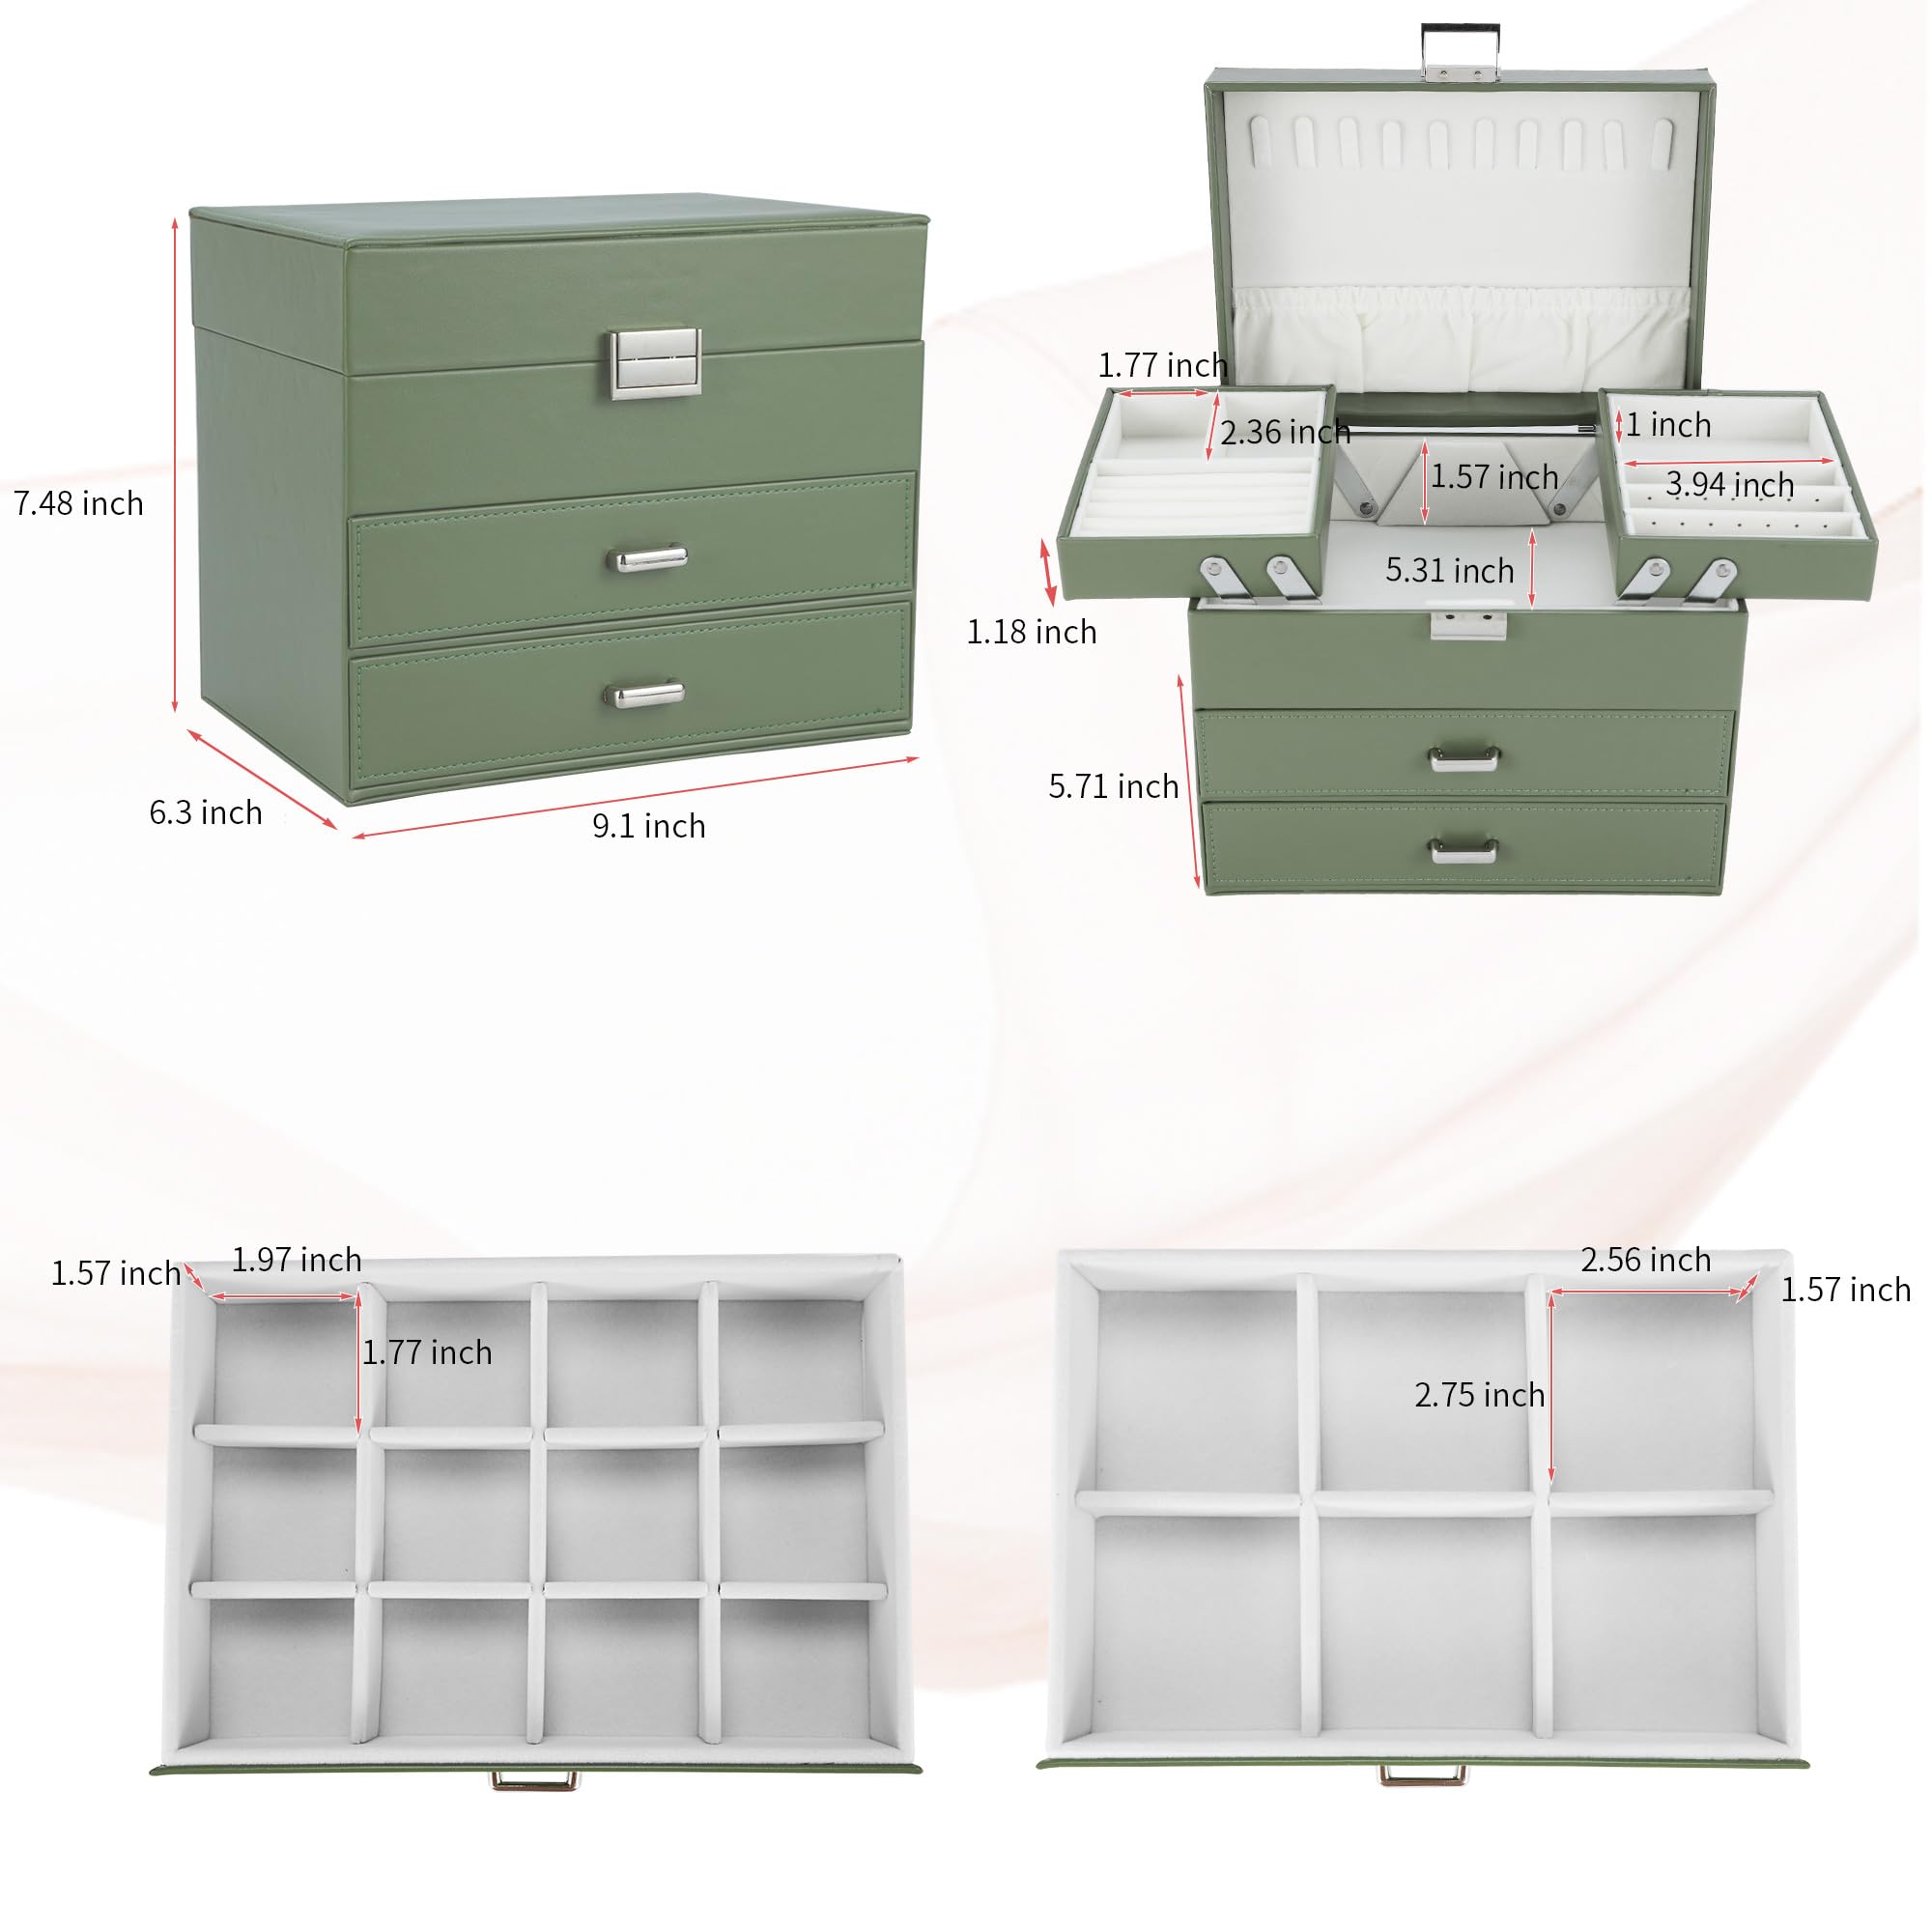 7.48 inch
6.3 inch
9.1 inch
1.77 inch
2.36 inch
1 inch
3.94 inch
1.57 inch
5.31 inch
1.18 inch
5.71 inch
1.57 inch
1.97 inch
1.77 inch
2.56 inch
1.57 inch
2.75 inch